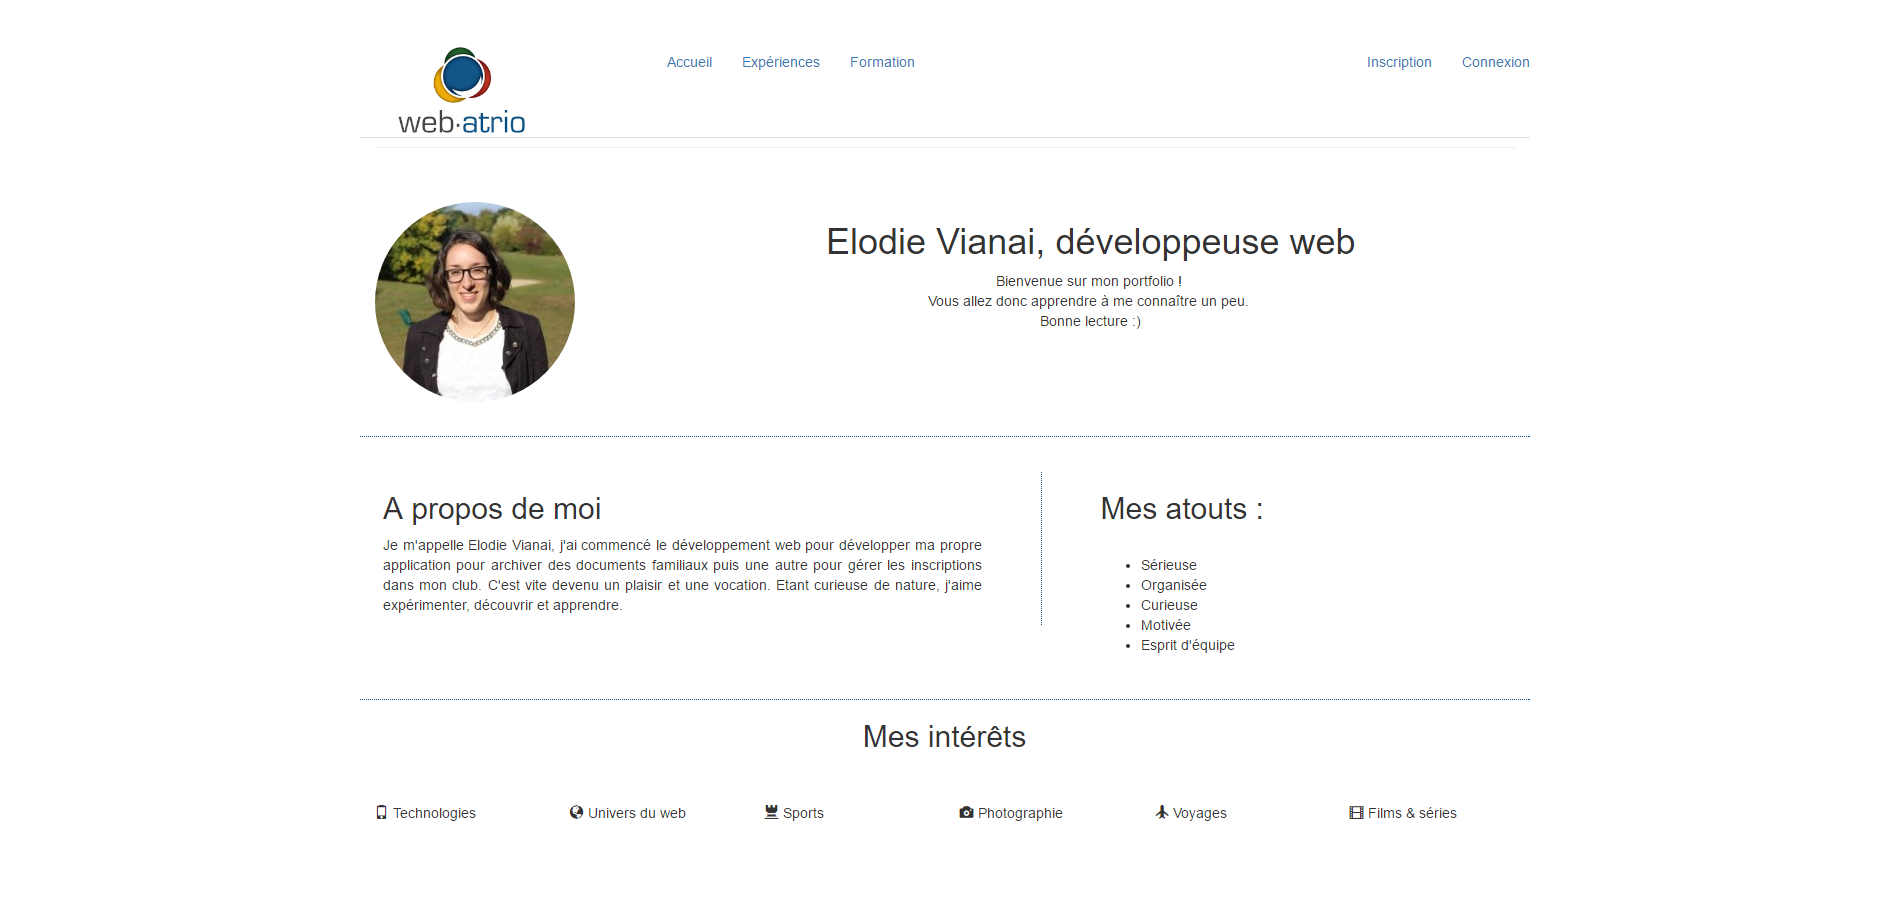 Accueil Expériences Formation Inscription Connexion
web·atrio
Elodie Vianai, développeuse web
Bienvenue sur mon portfolio !
Vous allez donc apprendre à me connaître un peu.
Bonne lecture :)
A propos de moi
Je m'appelle Elodie Vianai, j'ai commencé le développement web pour développer ma propre
application pour archiver des documents familiaux puis une autre pour gérer les inscriptions
dans mon club. C'est vite devenu un plaisir et une vocation. Etant curieuse de nature, j'aime
expérimenter, découvrir et apprendre.
Mes atouts :
Sérieuse
Organisée
Curieuse
Motivée
Esprit d'équipe
Mes intérêts
Technologies Univers du web Sports Photographie Voyages Films & séries